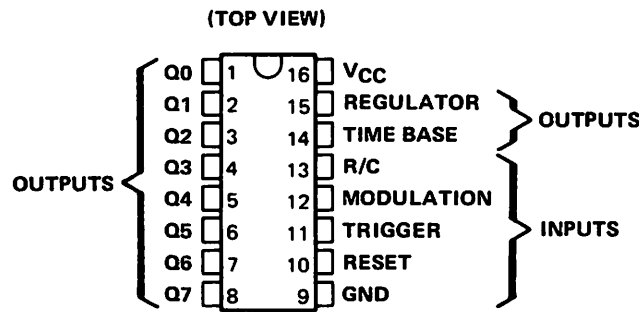 (TOP VIEW)
Q0 1 16 VCC
Q1 2 15 REGULATOR
Q2 3 14 TIME BASE
OUTPUTS
Q3 4 13 R/C
OUTPUTS
Q4 5 12 MODULATION
Q5 6 11 TRIGGER
INPUTS
Q6 7 10 RESET
Q7 8 9 GND